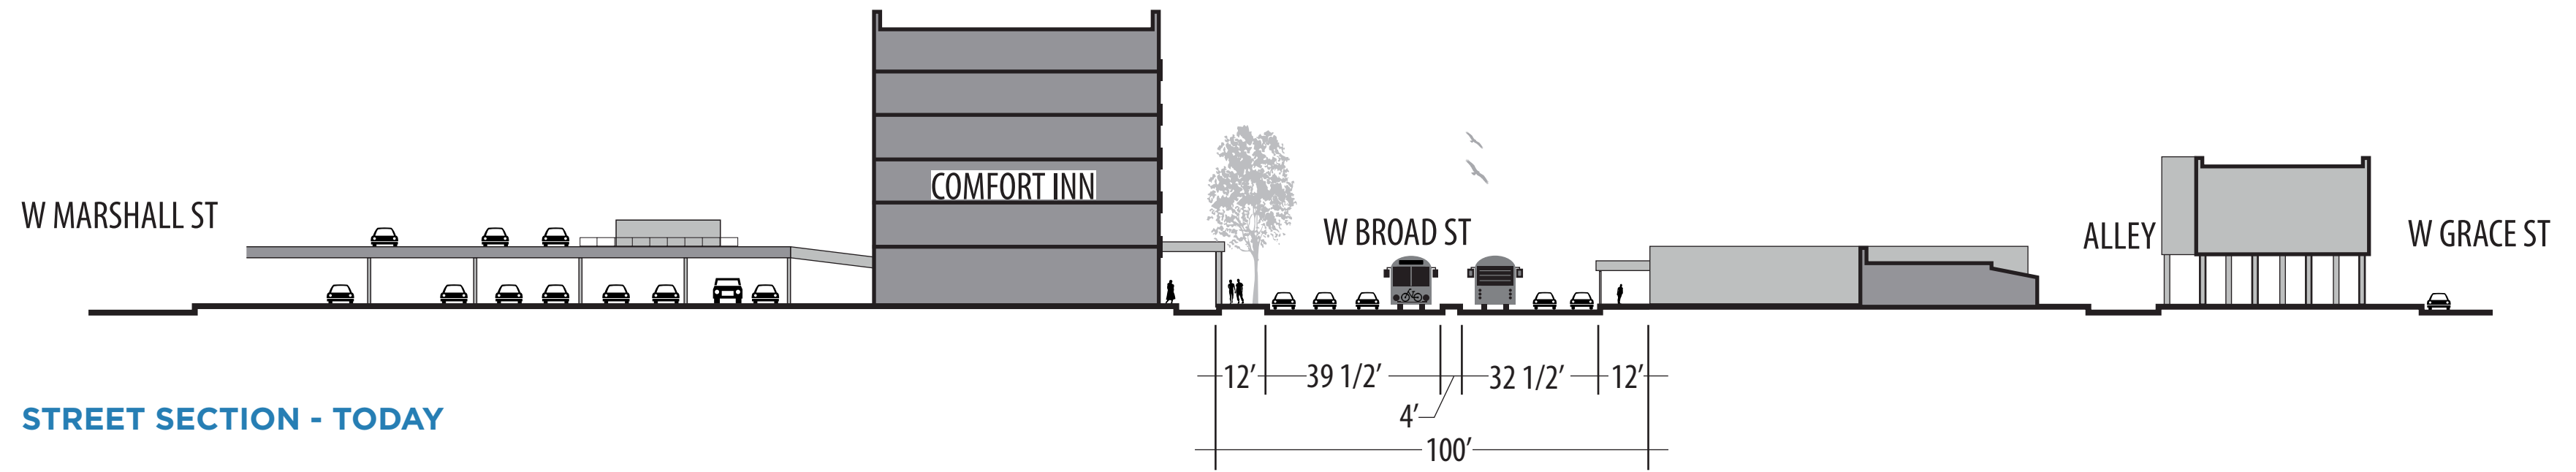 COMFORT INN
W MARSHALL ST
W BROAD ST
ALLEY
W GRACE ST
12′
39 1/2′
32 1/2′
12′
4′
100′
STREET SECTION - TODAY